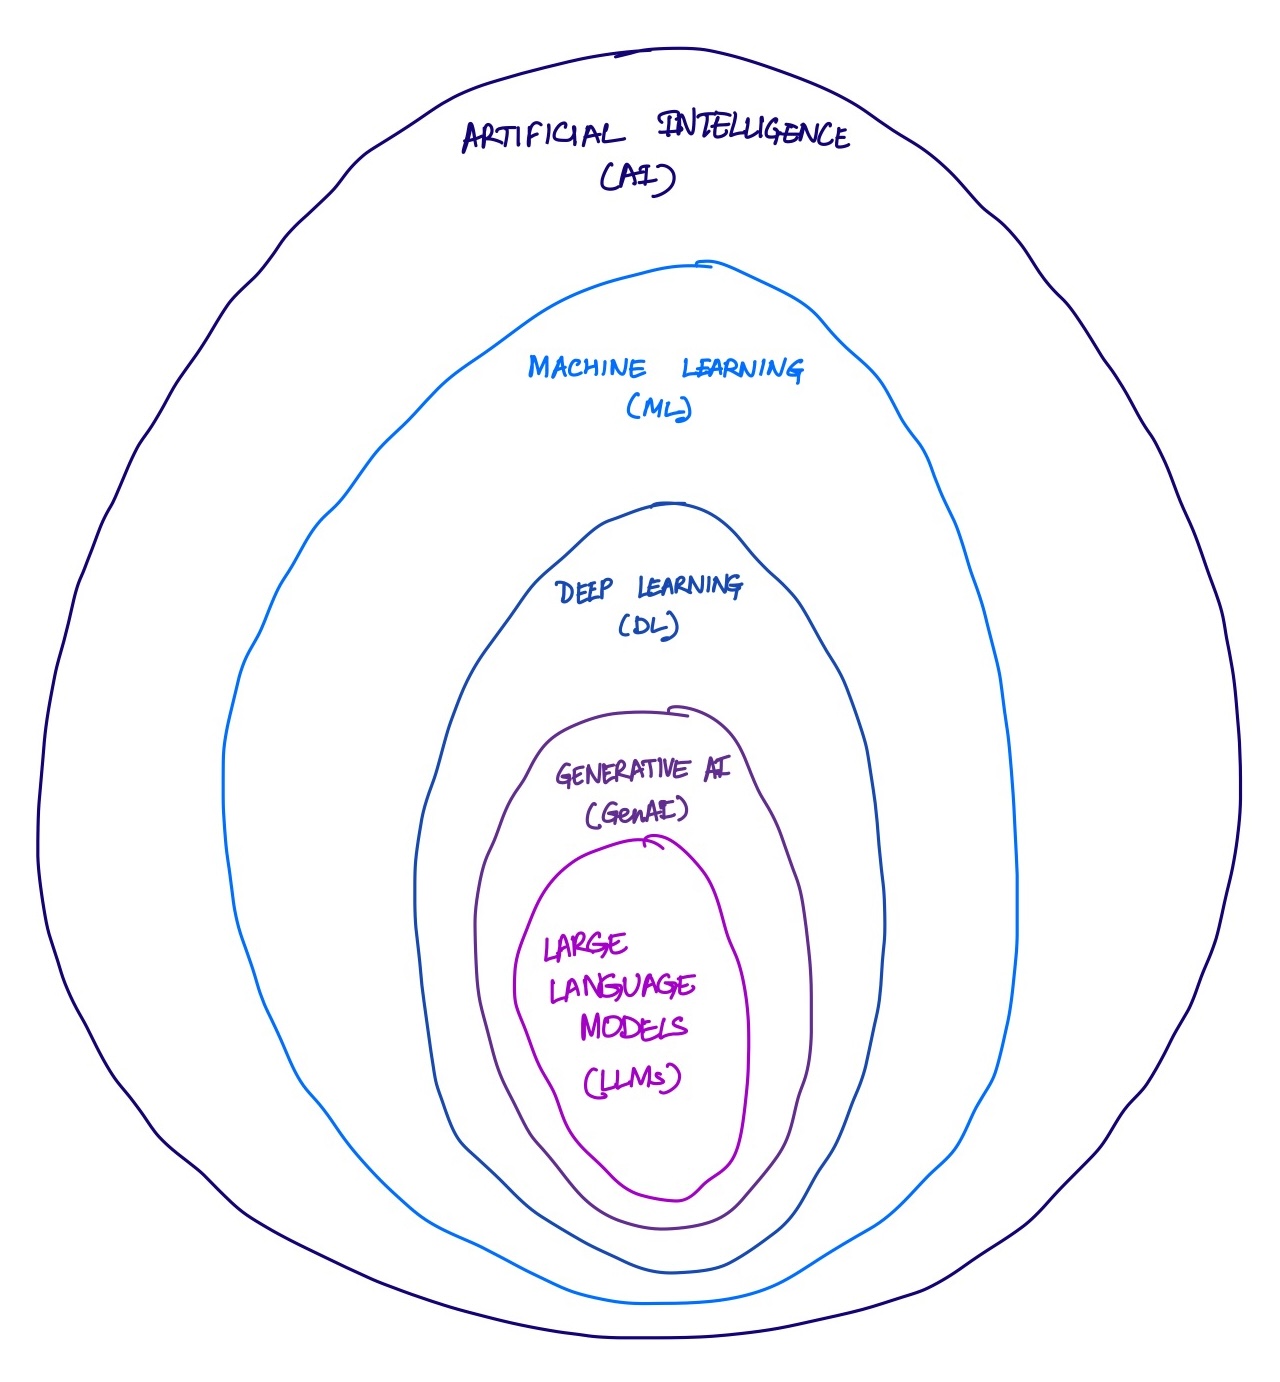 ARTIFICIAL INTELLIGENCE
(AI)
MACHINE LEARNING
(ML)
DEEP LEARNING
(DL)
GENERATIVE AI
(GenAI)
LARGE
LANGUAGE
MODELS
(LLMs)